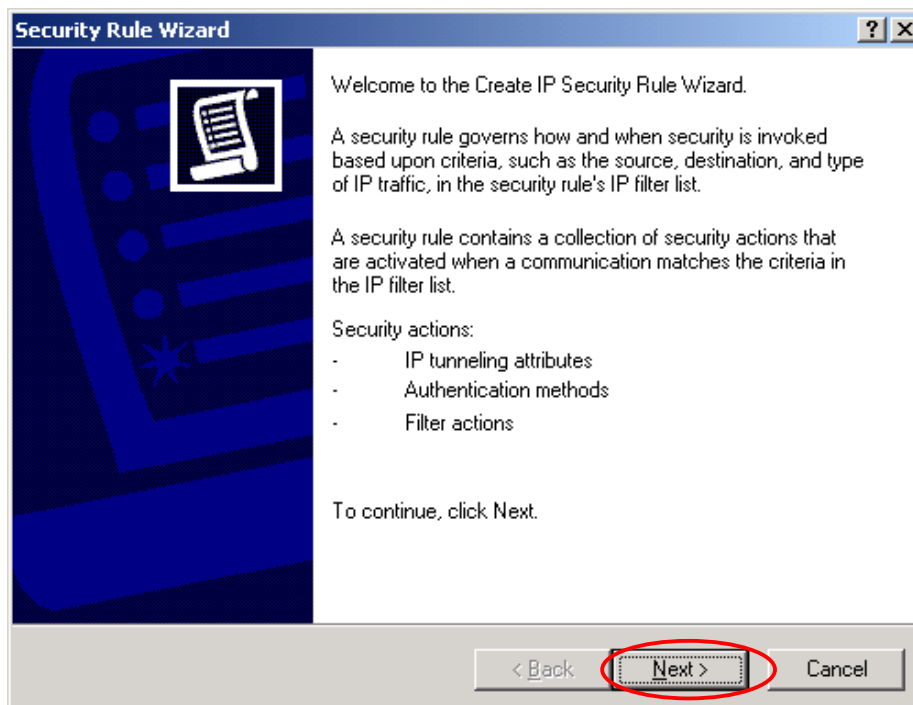 Security Rule Wizard
Welcome to the Create IP Security Rule Wizard.
A security rule governs how and when security is invoked
based upon criteria, such as the source, destination, and type
of IP traffic, in the security rule's IP filter list.
A security rule contains a collection of security actions that
are activated when a communication matches the criteria in
the IP filter list.
Security actions:
- IP tunneling attributes
- Authentication methods
- Filter actions
To continue, click Next.
< Back Next > Cancel